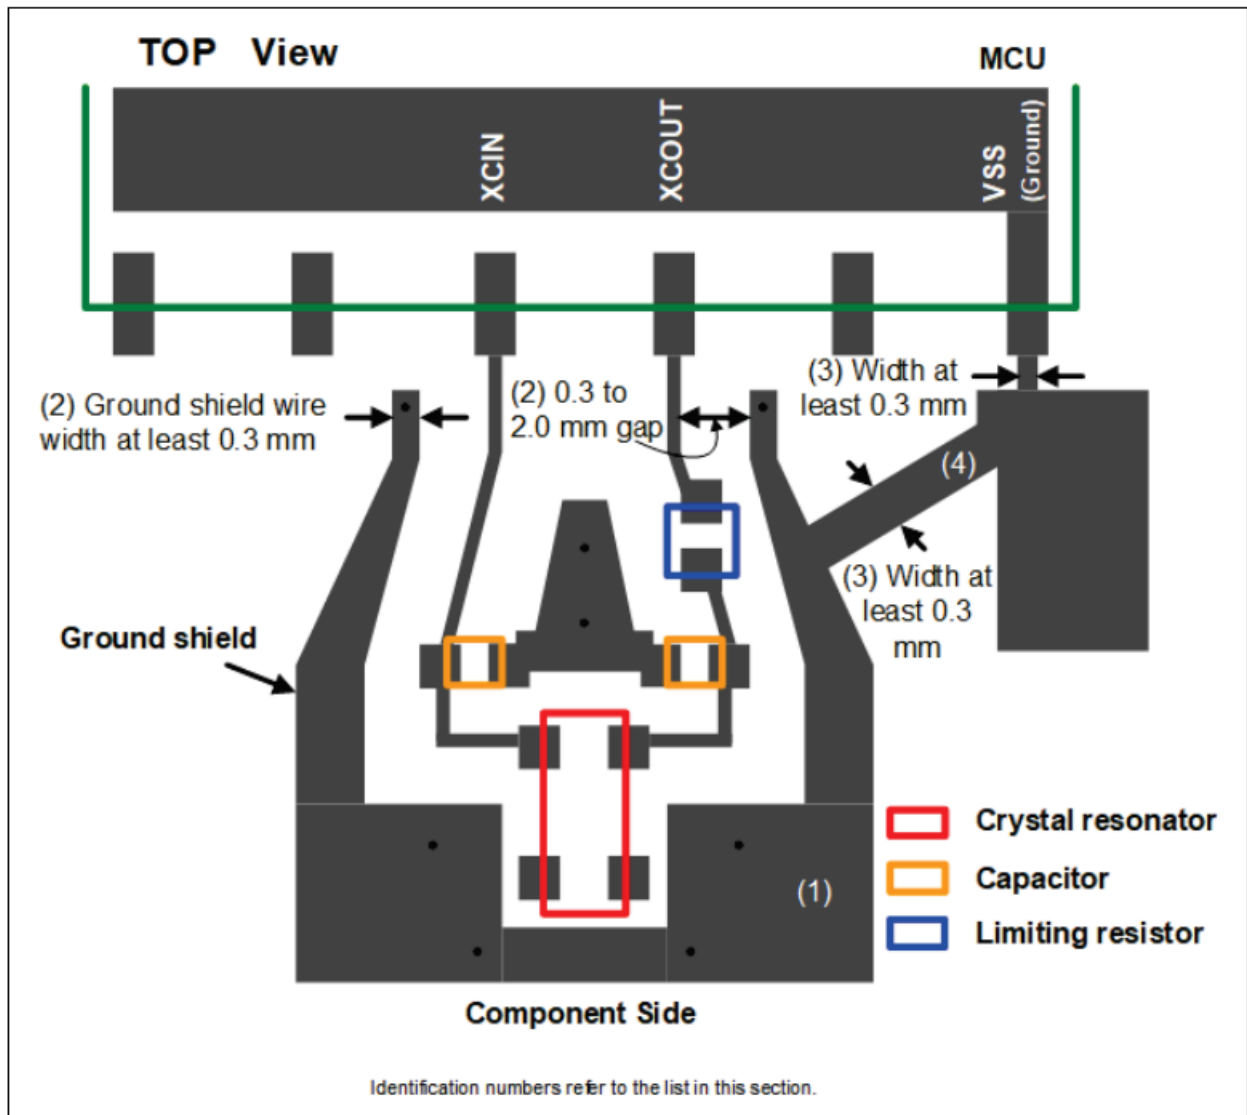 TOP View
MCU
XCIN
XCOUT
VSS
(Ground)
(2) Ground shield wire
width at least 0.3 mm
(2) 0.3 to
2.0 mm gap
(3) Width at
least 0.3 mm
(4)
(3) Width at
least 0.3
mm
Ground shield
(1)
Crystal resonator
Capacitor
Limiting resistor
Component Side
Identification numbers refer to the list in this section.